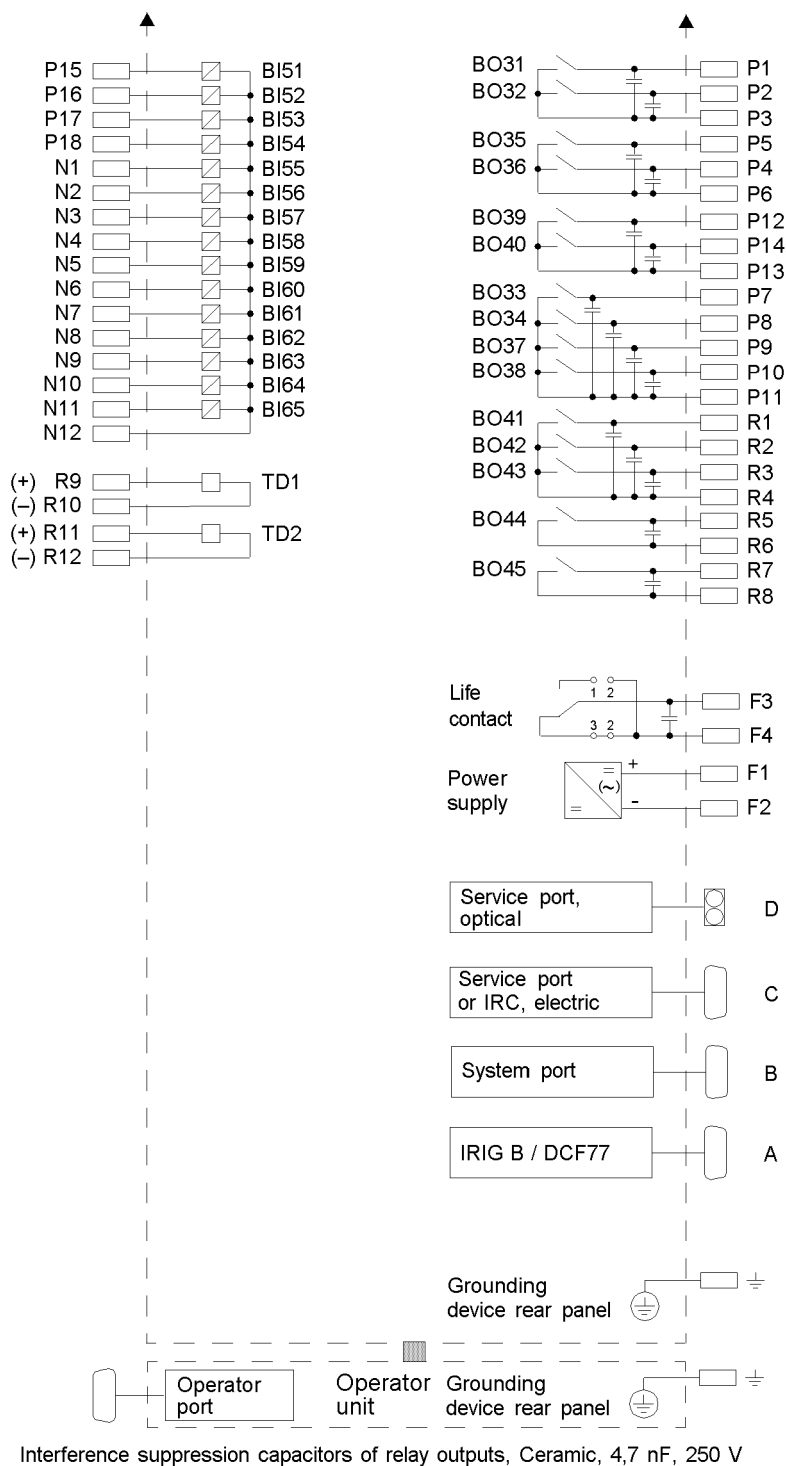 P15 BI51
P16 BI52
P17 BI53
P18 BI54
N1 BI55
N2 BI56
N3 BI57
N4 BI58
N5 BI59
N6 BI60
N7 BI61
N8 BI62
N9 BI63
N10 BI64
N11 BI65
N12
(+) R9 TD1
(–) R10
(+) R11 TD2
(–) R12
BO31 P1
BO32 P2
P3
BO35 P5
BO36 P4
P6
BO39 P12
BO40 P14
P13
BO33 P7
BO34 P8
BO37 P9
BO38 P10
P11
BO41 R1
BO42 R2
BO43 R3
R4
BO44 R5
R6
BO45 R7
R8
Life
contact
1 2
3 2
F3
F4
Power
supply
= + F1
(~)
= - F2
Service port,
optical
D
Service port
or IRC, electric
C
System port B
IRIG B / DCF77 A
Grounding
device rear panel
Operator
port
Operator
unit
Grounding
device rear panel
Interference suppression capacitors of relay outputs, Ceramic, 4,7 nF, 250 V